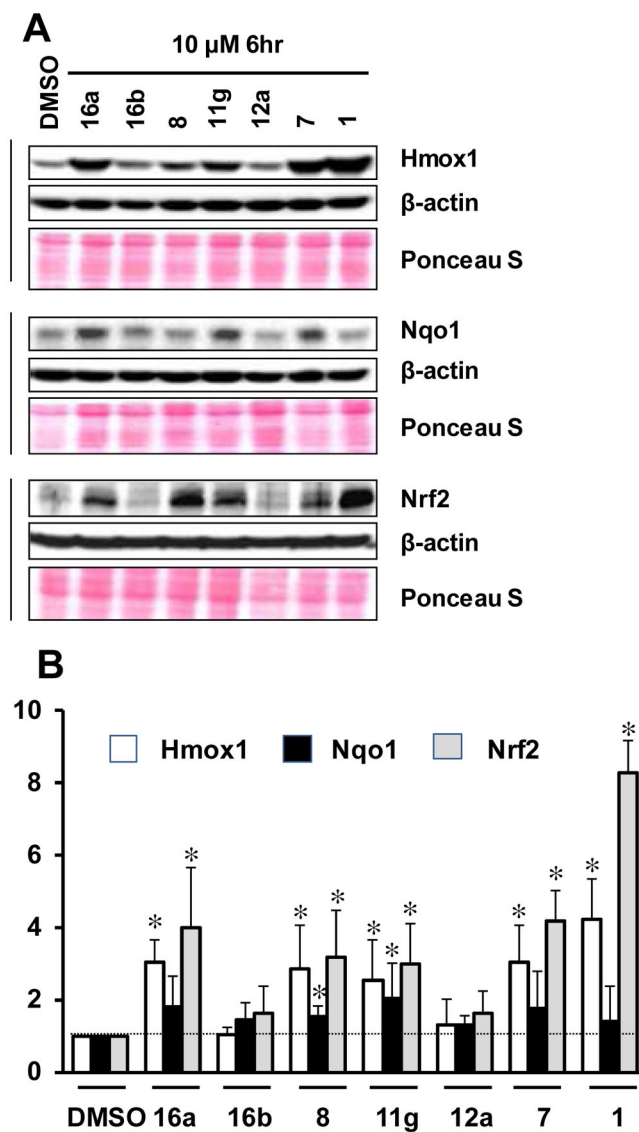 A
10 µM 6hr
DMSO 16a 16b 8 11g 12a 7 1
Hmox1
β-actin
Ponceau S
Nqo1
β-actin
Ponceau S
Nrf2
β-actin
Ponceau S
B
10
Hmox1 Nqo1 Nrf2
*
8
6
* *
* * * *
4
* * *
*
2
0
DMSO 16a 16b 8 11g 12a 7 1